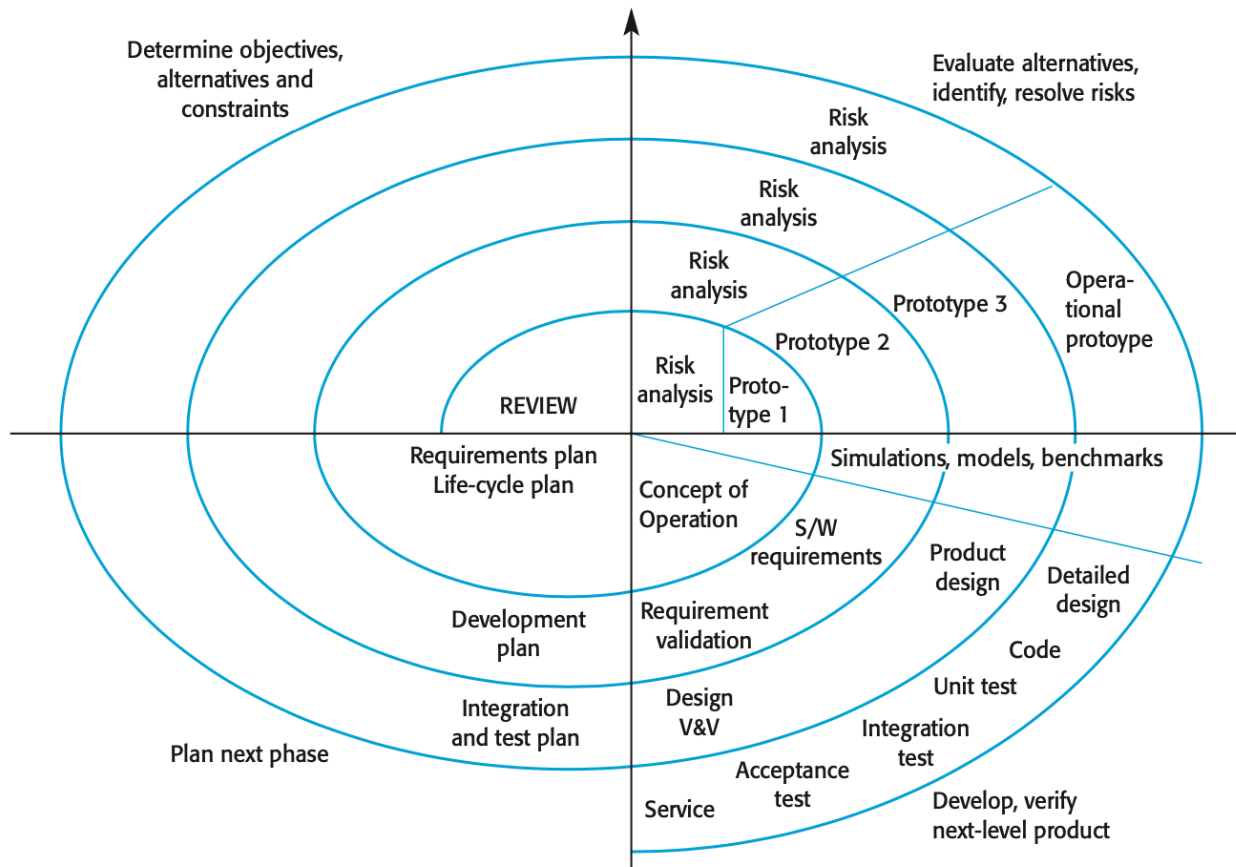 Determine objectives,
alternatives and
constraints
Evaluate alternatives,
identify, resolve risks
Risk
analysis
Risk
analysis
Risk
analysis
Risk
analysis
Proto-
type 1
Prototype 2
Prototype 3
Opera-
tional
protoype
REVIEW
Requirements plan
Life-cycle plan
Simulations, models, benchmarks
Concept of
Operation
S/W
requirements
Product
design
Detailed
design
Development
plan
Requirement
validation
Code
Unit test
Integration
and test plan
Design
V&V
Integration
test
Acceptance
test
Service
Plan next phase
Develop, verify
next-level product